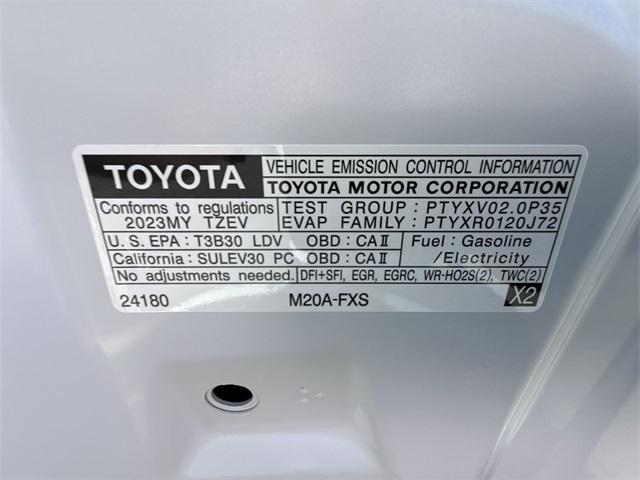 TOYOTA
VEHICLE EMISSION CONTROL INFORMATION
TOYOTA MOTOR CORPORATION
Conforms to regulations
2023MY TZEV
TEST GROUP : PTYXV02.0P35
EVAP FAMILY : PTYXR0120J72
U.S. EPA : T3B30 LDV OBD : CAII
California : SULEV30 PC OBD : CAII
Fuel : Gasoline
/Electricity
No adjustments needed. DFI+SFI, EGR, EGRC, WR-HO2S(2), TWC(2)
24180 M20A-FXS X2